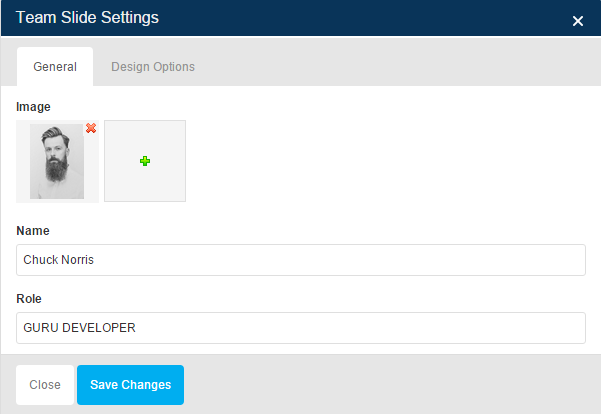 Team Slide Settings
General
Design Options
Image
Name
Chuck Norris
Role
GURU DEVELOPER
Close
Save Changes